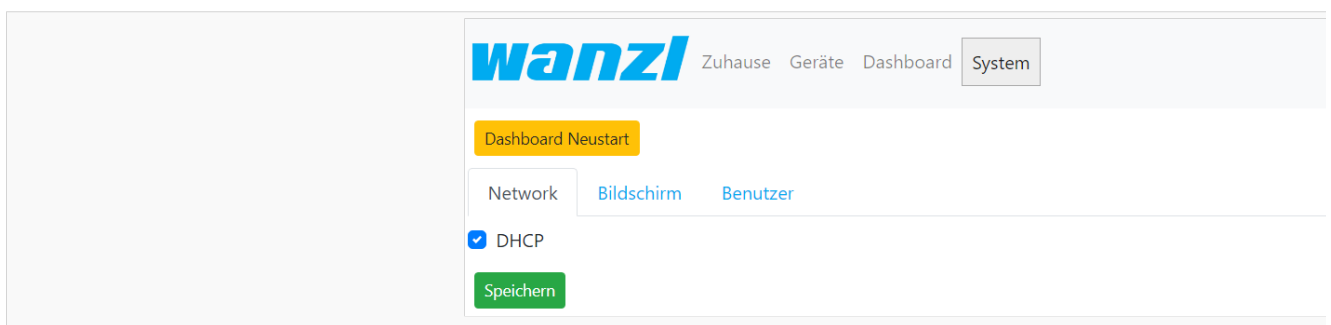 wanzl Zuhause Geräte Dashboard System
Dashboard Neustart
Network Bildschirm Benutzer
DHCP
Speichern